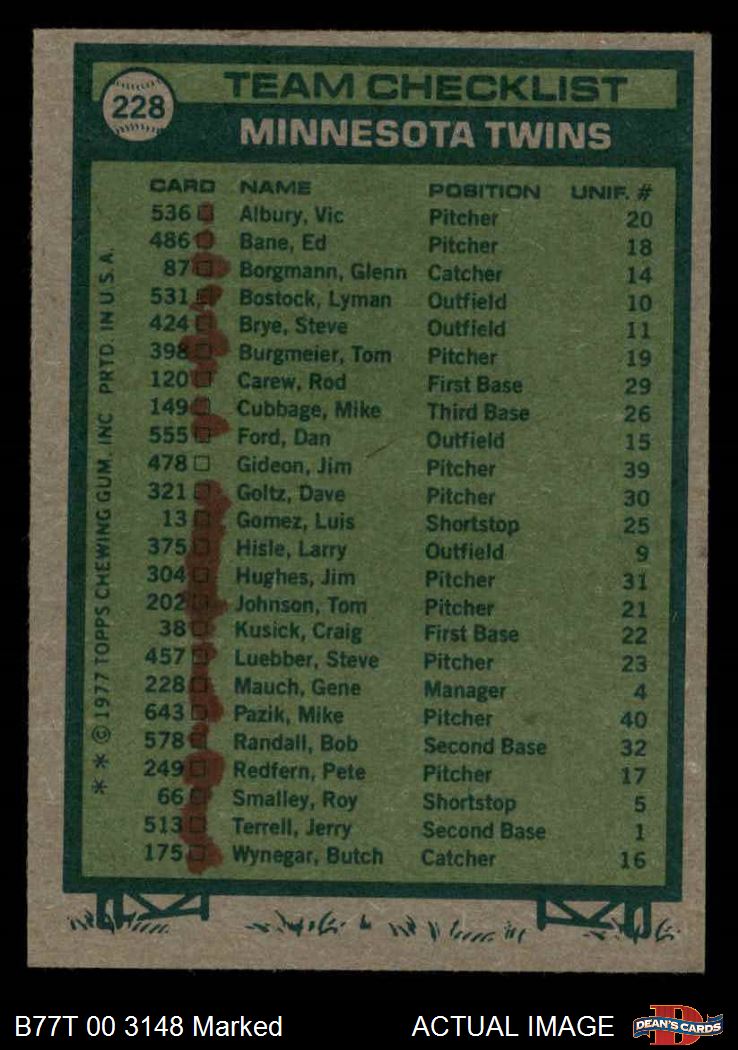 228
TEAM CHECKLIST
MINNESOTA TWINS
CARD NAME POSITION UNIF. #
536 Albury, Vic Pitcher 20
486 Bane, Ed Pitcher 18
87 Borgmann, Glenn Catcher 14
531 Bostock, Lyman Outfield 10
424 Brye, Steve Outfield 11
398 Burgmeier, Tom Pitcher 19
120 Carew, Rod First Base 29
149 Cubbage, Mike Third Base 26
555 Ford, Dan Outfield 15
478 Gideon, Jim Pitcher 39
321 Goltz, Dave Pitcher 30
13 Gomez, Luis Shortstop 25
375 Hisle, Larry Outfield 9
304 Hughes, Jim Pitcher 31
202 Johnson, Tom Pitcher 21
38 Kusick, Craig First Base 22
457 Luebber, Steve Pitcher 23
228 Mauch, Gene Manager 4
643 Pazik, Mike Pitcher 40
578 Randall, Bob Second Base 32
249 Redfern, Pete Pitcher 17
66 Smalley, Roy Shortstop 5
513 Terrell, Jerry Second Base 1
175 Wynegar, Butch Catcher 16
* * © 1977 TOPPS CHEWING GUM, INC PRTD. IN U.S.A.
B77T 00 3148 Marked
ACTUAL IMAGE
DEAN'S CARDS